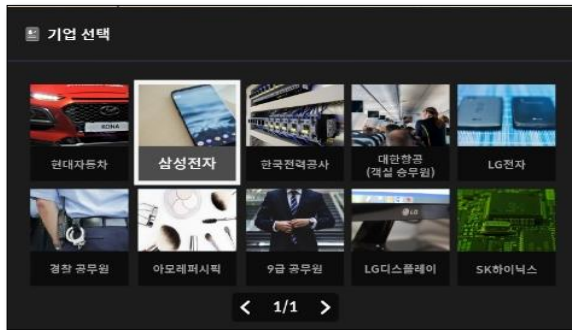 기업 선택
KONA
현대자동차
삼성전자
한국전력공사
대한항공
(객실 승무원)
LG전자
LG
경찰 공무원
아모레퍼시픽
9급 공무원
LG디스플레이
SK하이닉스
< 1/1 >